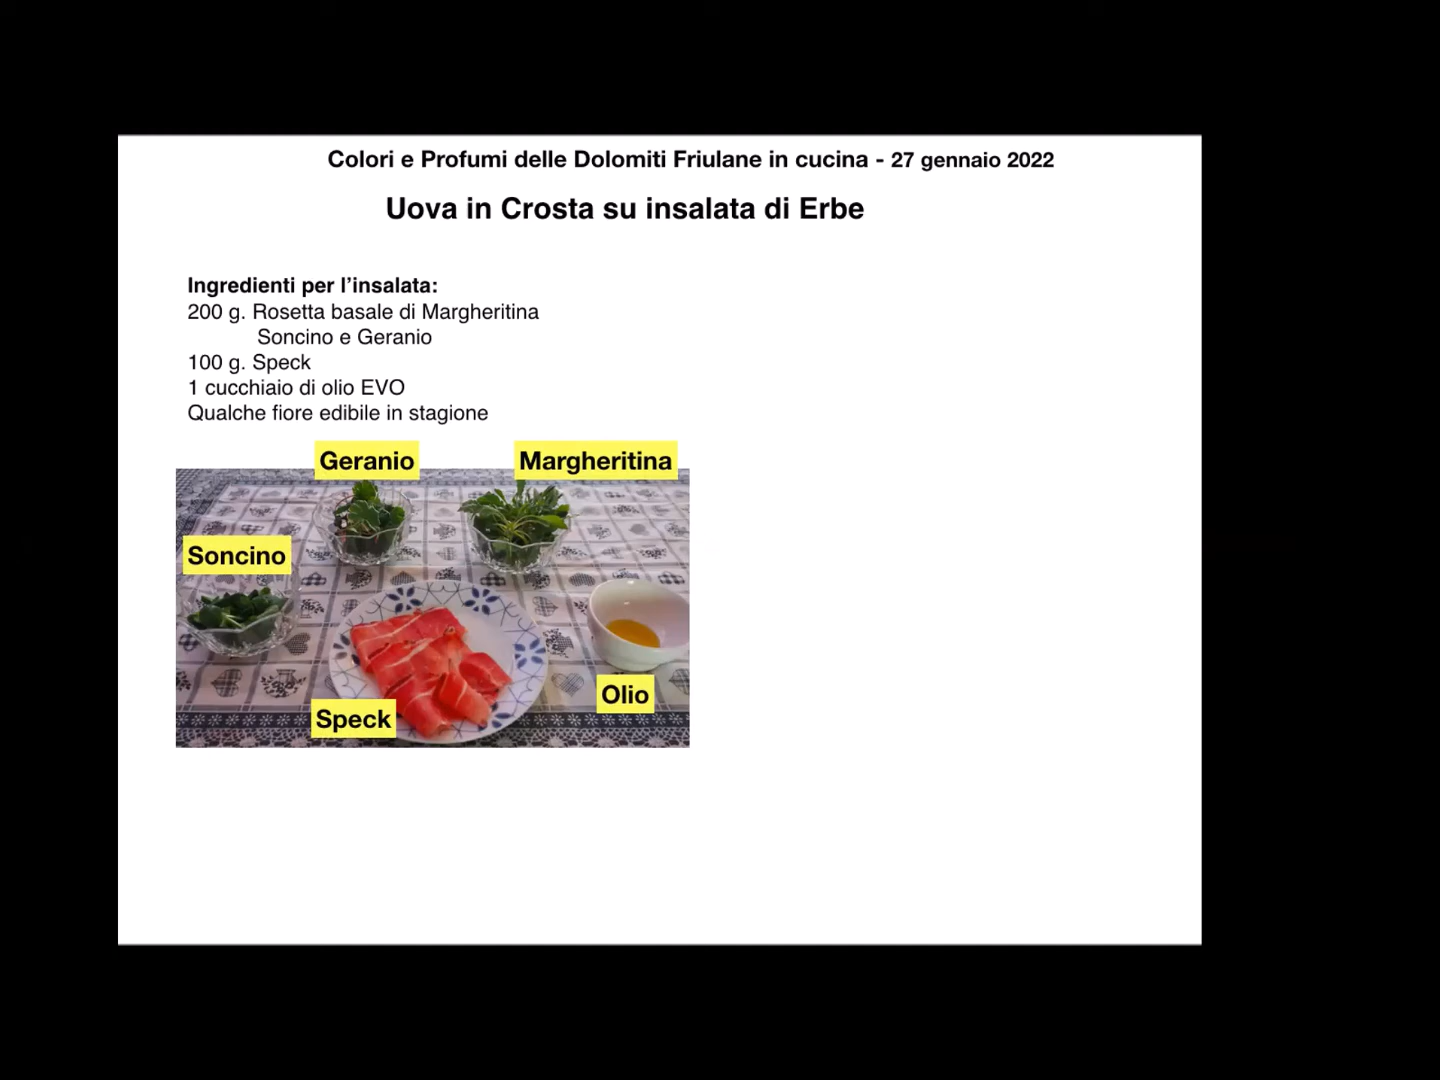 Colori e Profumi delle Dolomiti Friulane in cucina - 27 gennaio 2022
Uova in Crosta su insalata di Erbe
Ingredienti per l’insalata:
200 g. Rosetta basale di Margheritina
Soncino e Geranio
100 g. Speck
1 cucchiaio di olio EVO
Qualche fiore edibile in stagione
Geranio
Margheritina
Soncino
Olio
Speck